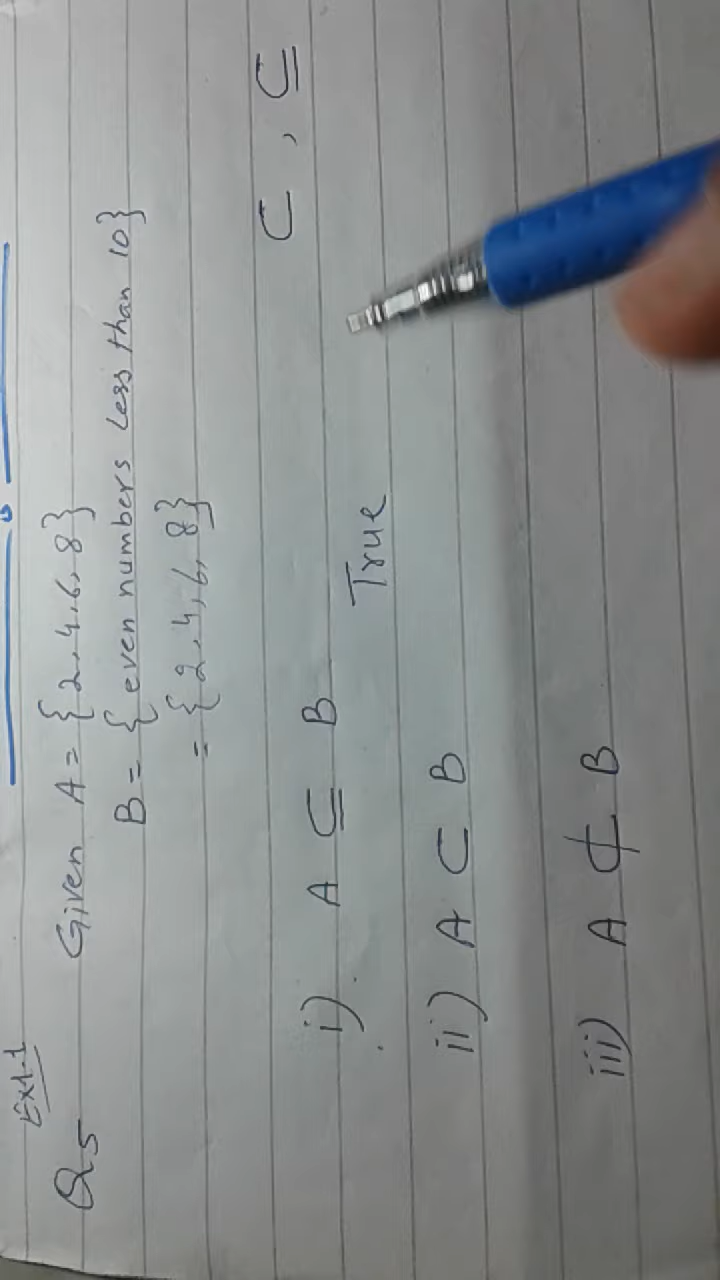 Ex1.1
Q5 Given A = {2,4,6,8}
B = {even numbers less than 10}
= {2,4,6,8}
⊂ , ⊆
i). A ⊆ B
True
ii) A ⊂ B
iii) A ⊄ B